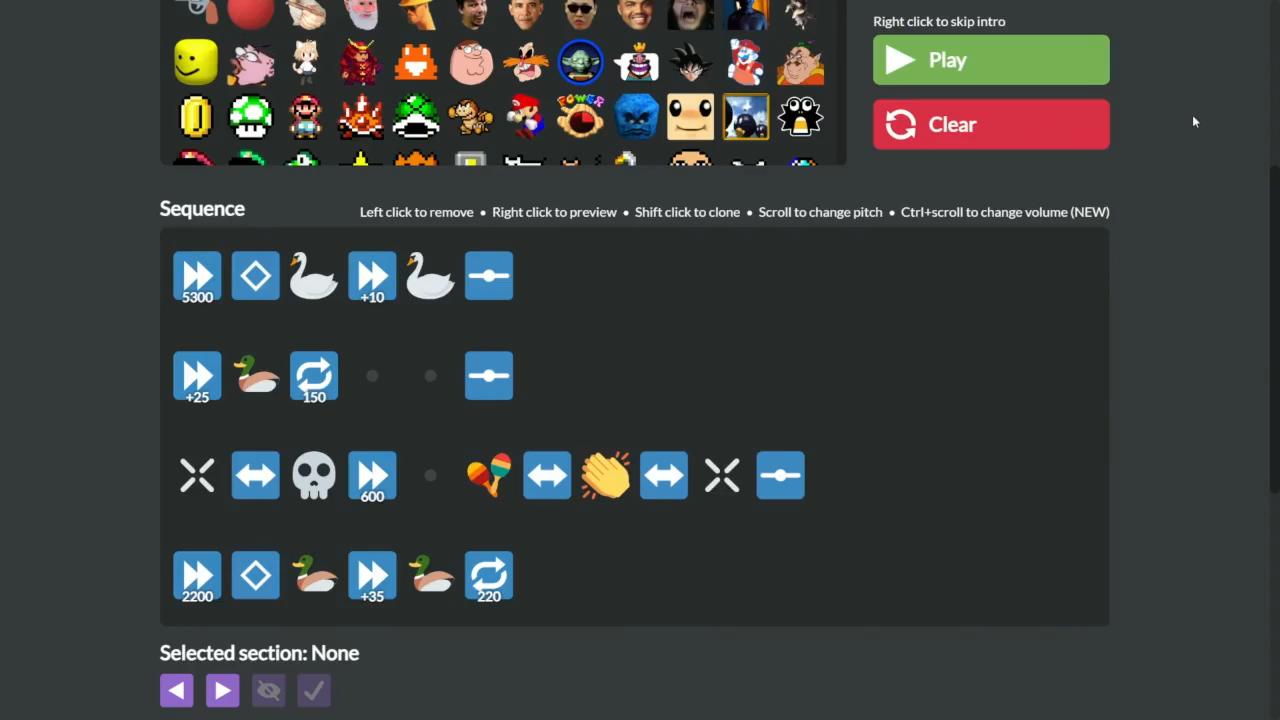 Right click to skip intro
Play
Clear
POWER
Sequence
Left click to remove • Right click to preview • Shift click to clone • Scroll to change pitch • Ctrl+scroll to change volume (NEW)
5300 +10
+25 150
600
2200 +35 220
Selected section: None